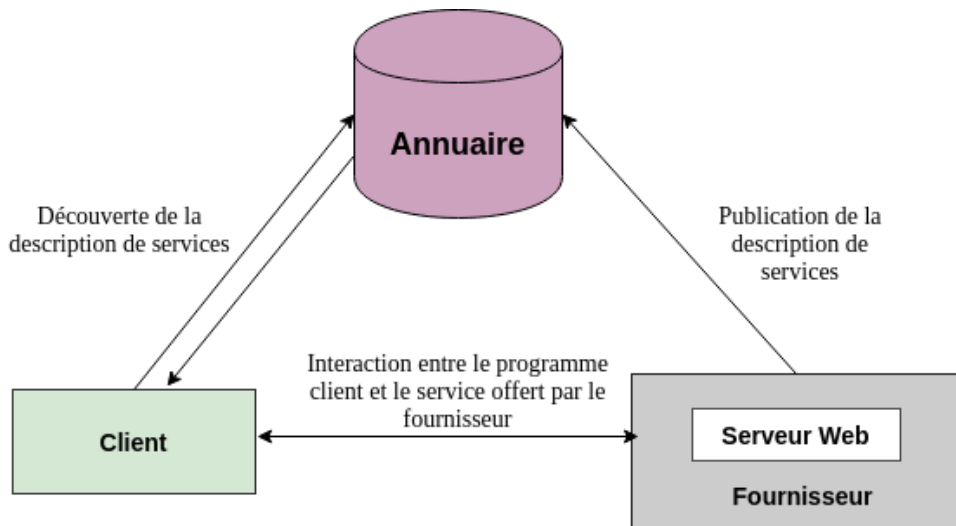 Annuaire
Découverte de la
description de services
Publication de la
description de
services
Interaction entre le programme
client et le service offert par le
fournisseur
Client
Serveur Web
Fournisseur